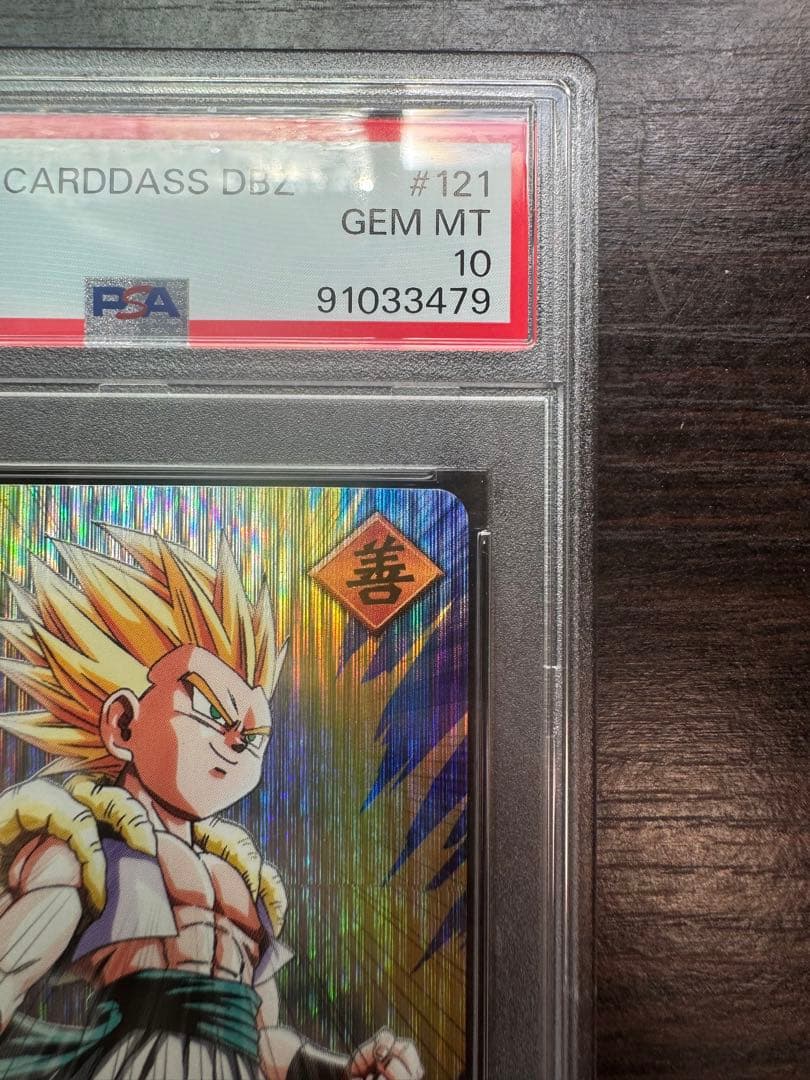 CARDDASS DBZ #121
GEM MT
10
PSA 91033479
善